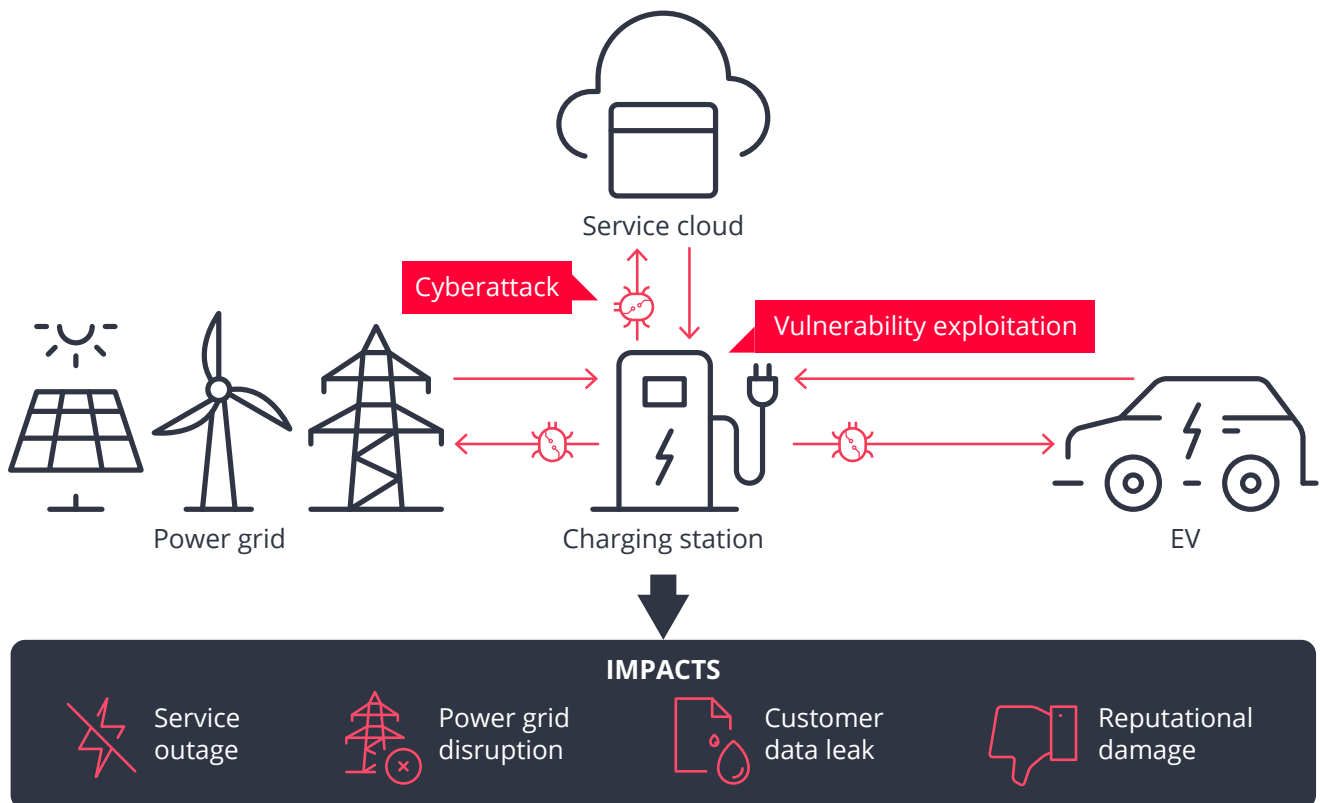 Service cloud
Cyberattack
Vulnerability exploitation
Power grid
Charging station
EV
IMPACTS
Service
outage
Power grid
disruption
Customer
data leak
Reputational
damage